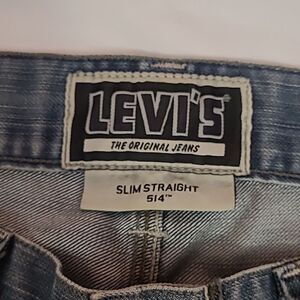 LEVI'S®
THE ORIGINAL JEANS
SLIM STRAIGHT
514™